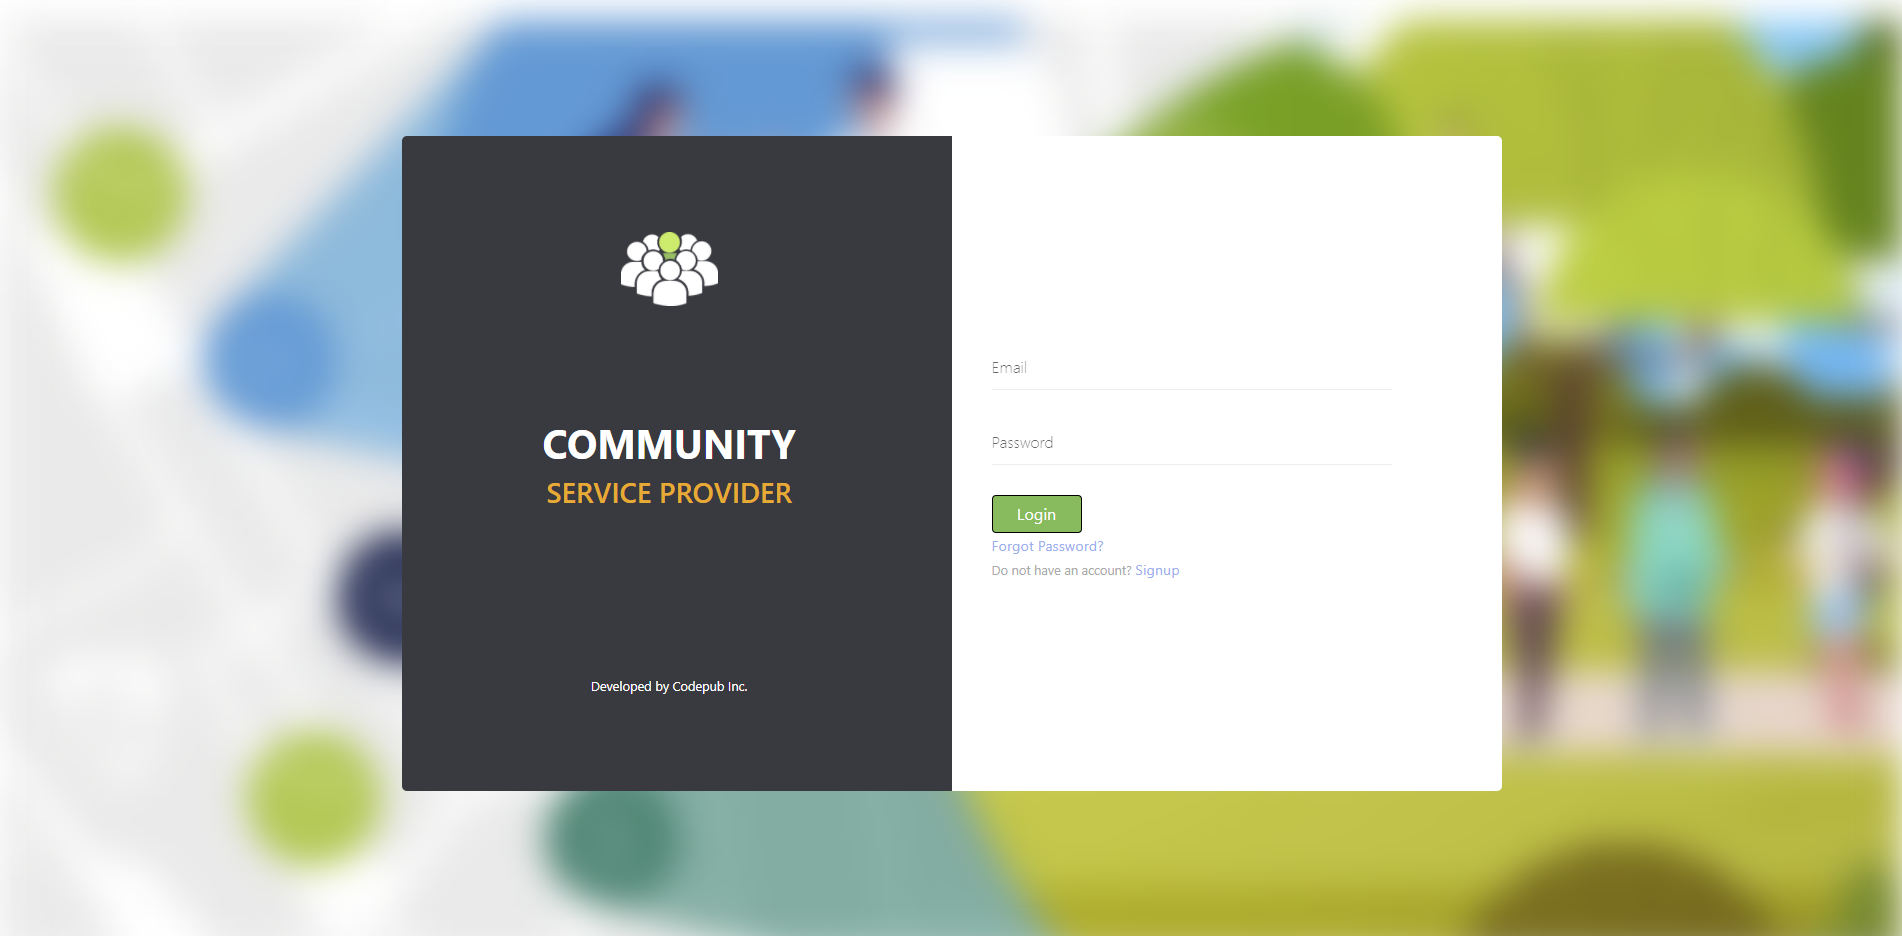 COMMUNITY
SERVICE PROVIDER
Developed by Codepub Inc.
Email
Password
Login
Forgot Password?
Do not have an account? Signup